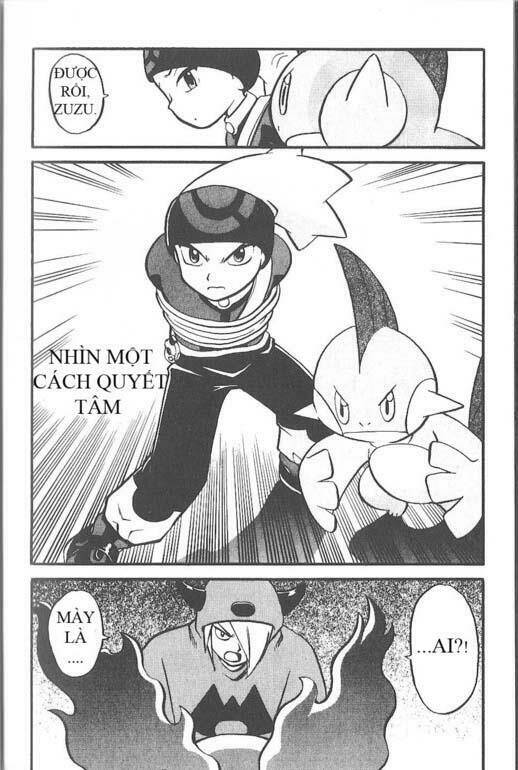 ĐƯỢC
RỒI,
ZUZU.
NHÌN MỘT
CÁCH QUYẾT
TÂM
MÀY
LÀ
....
...AI?!